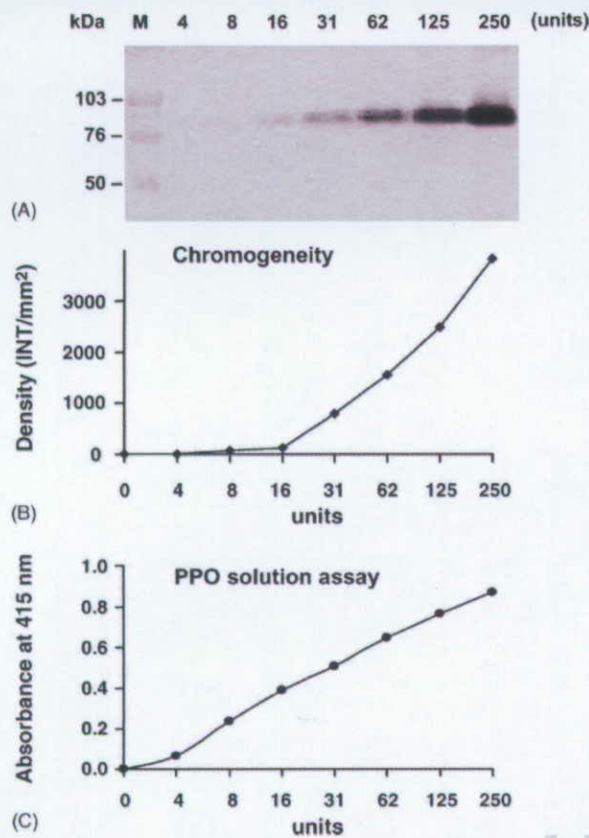 kDa M 4 8 16 31 62 125 250 (units)
103
76
50
(A)
Chromogeneity
Density (INT/mm²)
3000
2000
1000
0
0 4 8 16 31 62 125 250
units
(B)
PPO solution assay
Absorbance at 415 nm
1.0
0.8
0.6
0.4
0.2
0.0
0 4 8 16 31 62 125 250
units
(C)